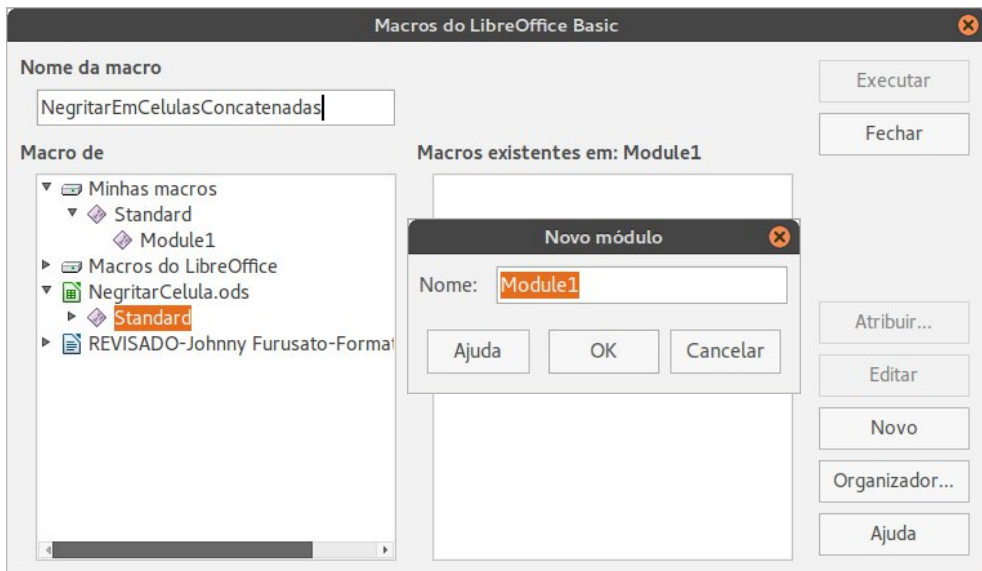 Macros do LibreOffice Basic
Nome da macro
NegritarEmCelulasConcatenadas
Executar
Fechar
Macro de
Macros existentes em: Module1
Minhas macros
Standard
Module1
Macros do LibreOffice
NegritarCelula.ods
Standard
REVISADO-Johnny Furusato-Format
Novo módulo
Nome: Module1
Ajuda OK Cancelar
Atribuir...
Editar
Novo
Organizador...
Ajuda